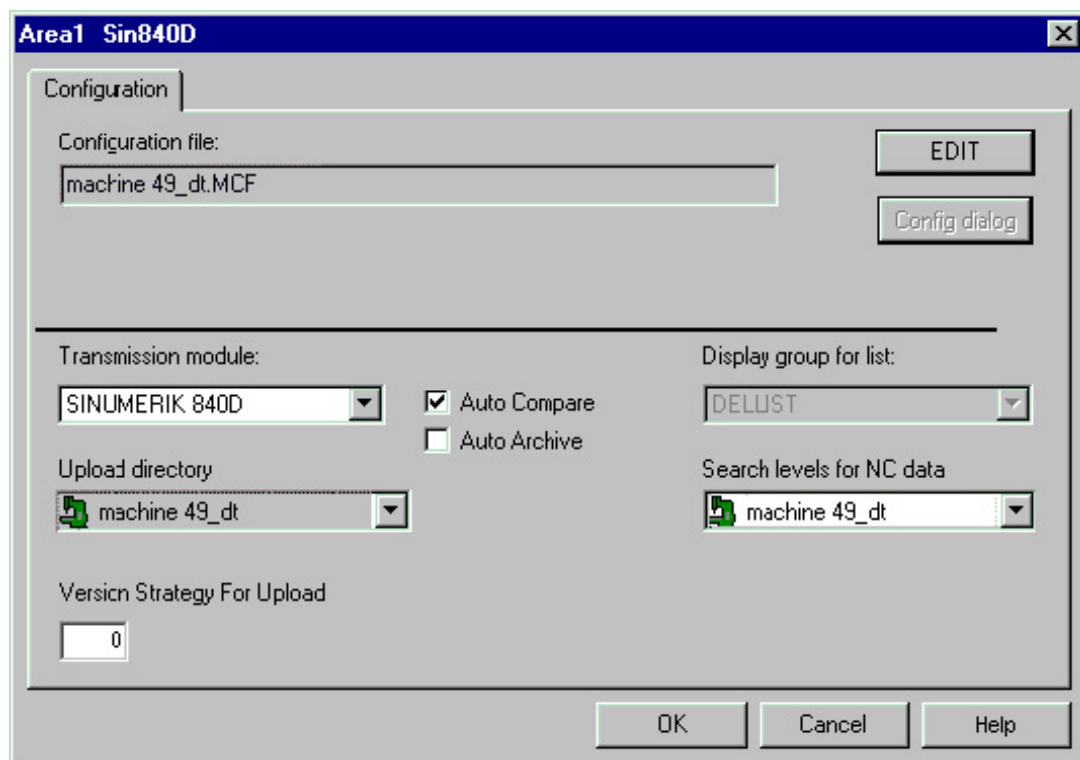 Area1 Sin840D
Configuration
Configuration file:
EDIT
machine 49_dt.MCF
Config dialog
Transmission module:
Display group for list:
SINUMERIK 840D
Auto Compare
DELLIST
Auto Archive
Upload directory
Search levels for NC data
machine 49_dt
machine 49_dt
Version Strategy For Upload
0
OK
Cancel
Help